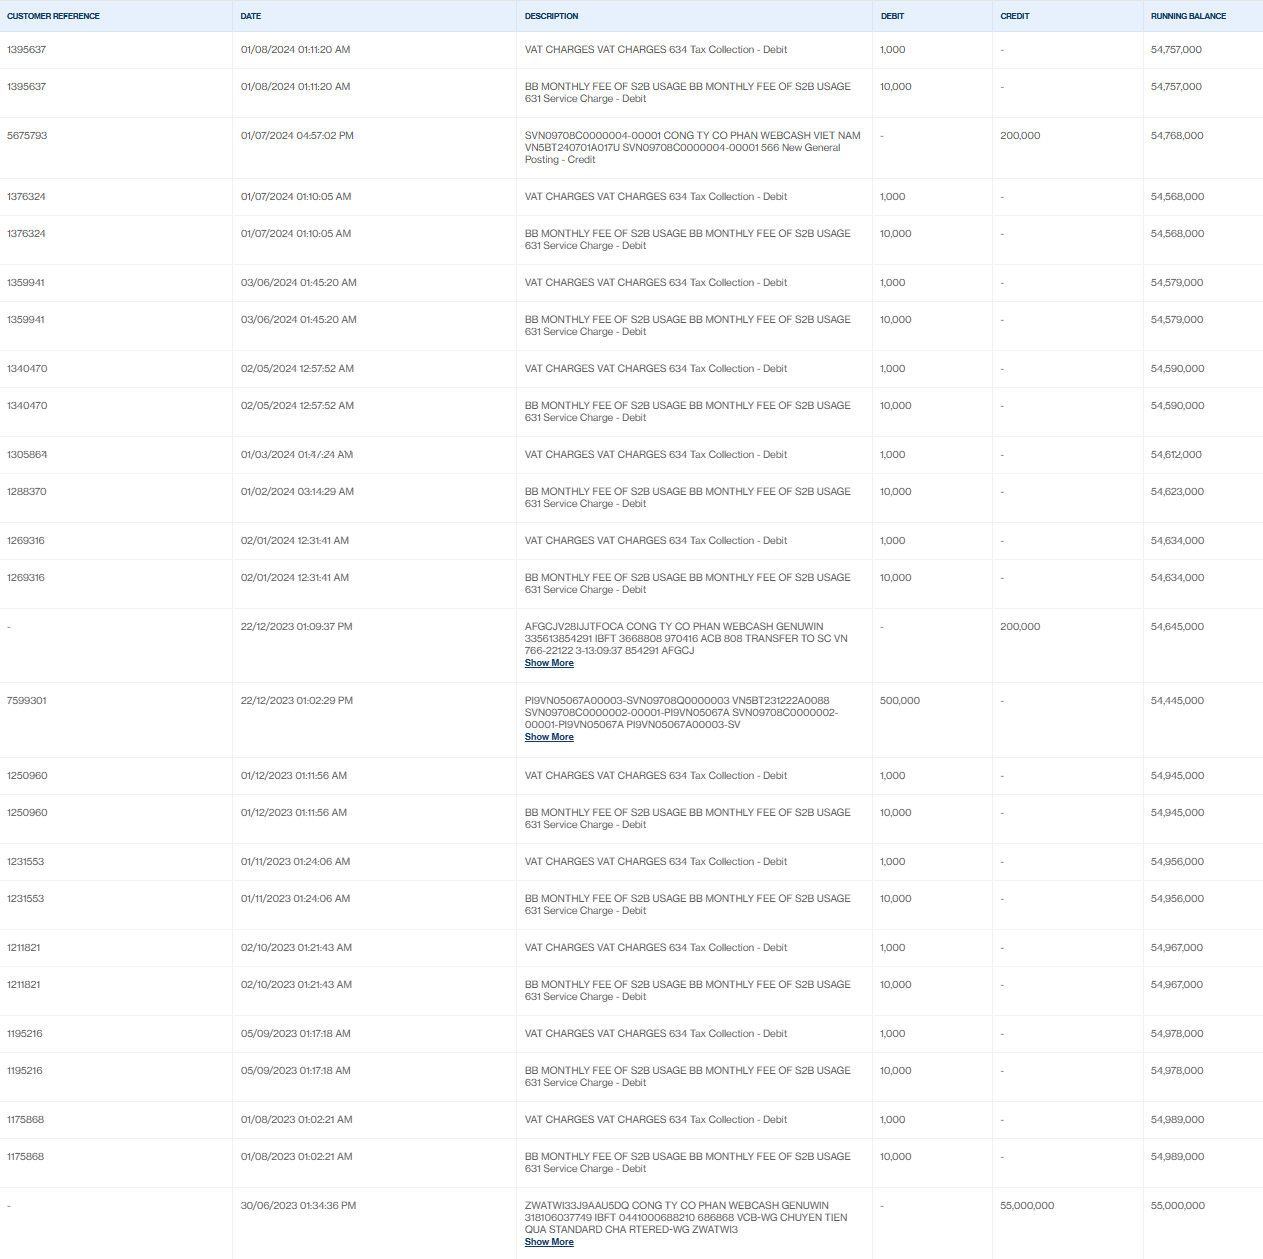 CUSTOMER REFERENCE DATE DESCRIPTION DEBIT CREDIT RUNNING BALANCE
1395637 01/08/2024 01:11:20 AM VAT CHARGES VAT CHARGES 634 Tax Collection - Debit 1,000 - 54,757,000
1395637 01/08/2024 01:11:20 AM BB MONTHLY FEE OF S2B USAGE BB MONTHLY FEE OF S2B USAGE 10,000 - 54,757,000
631 Service Charge - Debit
5675793 01/07/2024 04:57:02 PM SVN09708C0000004-00001 CONG TY CO PHAN WEBCASH VIET NAM - 200,000 54,768,000
VN5BT240701A017U SVN09708C0000004-00001 566 New General
Posting - Credit
1376324 01/07/2024 01:10:05 AM VAT CHARGES VAT CHARGES 634 Tax Collection - Debit 1,000 - 54,568,000
1376324 01/07/2024 01:10:05 AM BB MONTHLY FEE OF S2B USAGE BB MONTHLY FEE OF S2B USAGE 10,000 - 54,568,000
631 Service Charge - Debit
1359941 03/06/2024 01:45:20 AM VAT CHARGES VAT CHARGES 634 Tax Collection - Debit 1,000 - 54,579,000
1359941 03/06/2024 01:45:20 AM BB MONTHLY FEE OF S2B USAGE BB MONTHLY FEE OF S2B USAGE 10,000 - 54,579,000
631 Service Charge - Debit
1340470 02/05/2024 12:57:52 AM VAT CHARGES VAT CHARGES 634 Tax Collection - Debit 1,000 - 54,590,000
1340470 02/05/2024 12:57:52 AM BB MONTHLY FEE OF S2B USAGE BB MONTHLY FEE OF S2B USAGE 10,000 - 54,590,000
631 Service Charge - Debit
AM VAT CHARGES VAT CHARGES 634 Tax Collection - Debit 1,000 - 54,612,000
1288370 01/02/2024 03:14:29 AM BB MONTHLY FEE OF S2B USAGE BB MONTHLY FEE OF S2B USAGE 10,000 - 54,623,000
631 Service Charge - Debit
1269316 02/01/2024 12:31:41 AM VAT CHARGES VAT CHARGES 634 Tax Collection - Debit 1,000 - 54,634,000
1269316 02/01/2024 12:31:41 AM BB MONTHLY FEE OF S2B USAGE BB MONTHLY FEE OF S2B USAGE 10,000 - 54,634,000
631 Service Charge - Debit
- 22/12/2023 01:09:37 PM AFGCJV28IJJTFOCA CONG TY CO PHAN WEBCASH GENUWIN - 200,000 54,645,000
335613854291 IBFT 3668808 970416 ACB 808 TRANSFER TO SC VN
766-22122 3-13:09:37 854291 AFGCJ
Show More
7599301 22/12/2023 01:02:29 PM PI9VN05067A00003-SVN09708Q0000003 VN5BT231222A0088 500,000 - 54,445,000
SVN09708C0000002-00001-PI9VN05067A SVN09708C0000002-
00001-PI9VN05067A PI9VN05067A00003-SV
Show More
1250960 01/12/2023 01:11:56 AM VAT CHARGES VAT CHARGES 634 Tax Collection - Debit 1,000 - 54,945,000
1250960 01/12/2023 01:11:56 AM BB MONTHLY FEE OF S2B USAGE BB MONTHLY FEE OF S2B USAGE 10,000 - 54,945,000
631 Service Charge - Debit
1231553 01/11/2023 01:24:06 AM VAT CHARGES VAT CHARGES 634 Tax Collection - Debit 1,000 - 54,956,000
1231553 01/11/2023 01:24:06 AM BB MONTHLY FEE OF S2B USAGE BB MONTHLY FEE OF S2B USAGE 10,000 - 54,956,000
631 Service Charge - Debit
1211821 02/10/2023 01:21:43 AM VAT CHARGES VAT CHARGES 634 Tax Collection - Debit 1,000 - 54,967,000
1211821 02/10/2023 01:21:43 AM BB MONTHLY FEE OF S2B USAGE BB MONTHLY FEE OF S2B USAGE 10,000 - 54,967,000
631 Service Charge - Debit
1195216 05/09/2023 01:17:18 AM VAT CHARGES VAT CHARGES 634 Tax Collection - Debit 1,000 - 54,978,000
1195216 05/09/2023 01:17:18 AM BB MONTHLY FEE OF S2B USAGE BB MONTHLY FEE OF S2B USAGE 10,000 - 54,978,000
631 Service Charge - Debit
1175868 01/08/2023 01:02:21 AM VAT CHARGES VAT CHARGES 634 Tax Collection - Debit 1,000 - 54,989,000
1175868 01/08/2023 01:02:21 AM BB MONTHLY FEE OF S2B USAGE BB MONTHLY FEE OF S2B USAGE 10,000 - 54,989,000
631 Service Charge - Debit
- 30/06/2023 01:34:36 PM ZWATWI33J9AAU5DQ CONG TY CO PHAN WEBCASH GENUWIN - 55,000,000 55,000,000
318106037749 IBFT 0441000688210 686868 VCB-WG CHUYEN TIEN
QUA STANDARD CHA RTERED-WG ZWATWI3
Show More